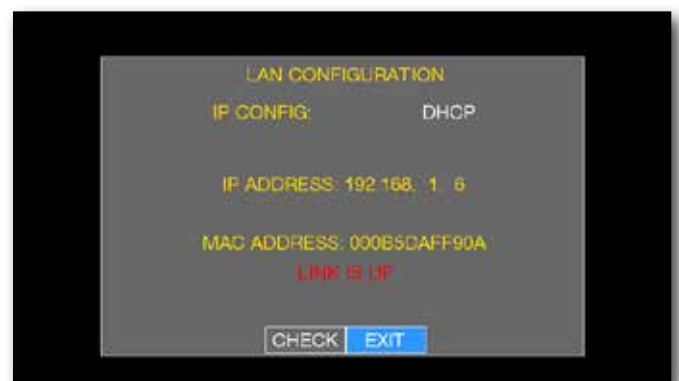 LAN CONFIGURATION
IP CONFIG: DHCP
IP ADDRESS: 192.168. 1. 6
MAC ADDRESS: 000B5DAFF90A
LINK IS UP
CHECK EXIT